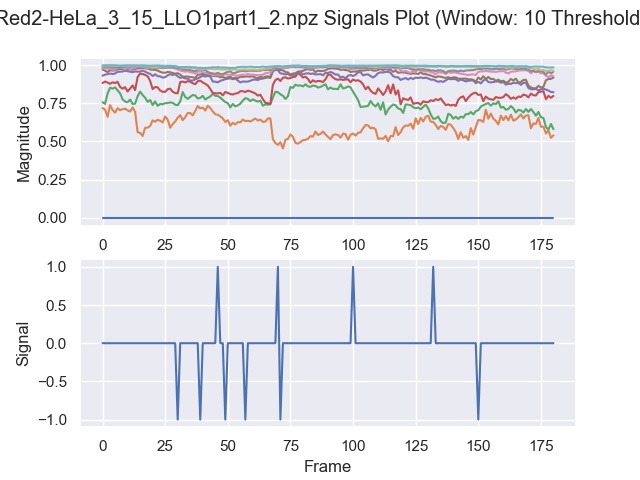 Red2-HeLa_3_15_LLO1part1_2.npz Signals Plot (Window: 10 Threshold
1.00
0.75
0.50
0.25
0.00
Magnitude
0 25 50 75 100 125 150 175
1.0
0.5
0.0
−0.5
−1.0
Signal
0 25 50 75 100 125 150 175
Frame